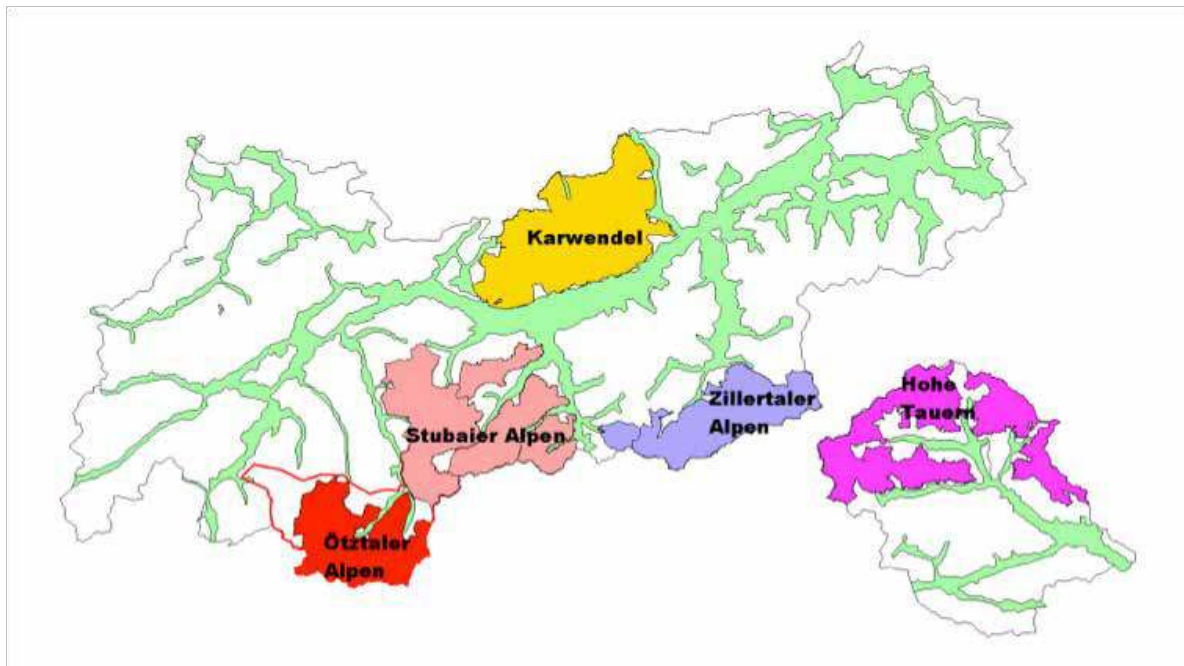 Karwendel
Hohe
Tauern
Zillertaler
Alpen
Stubaier Alpen
Ötztaler
Alpen